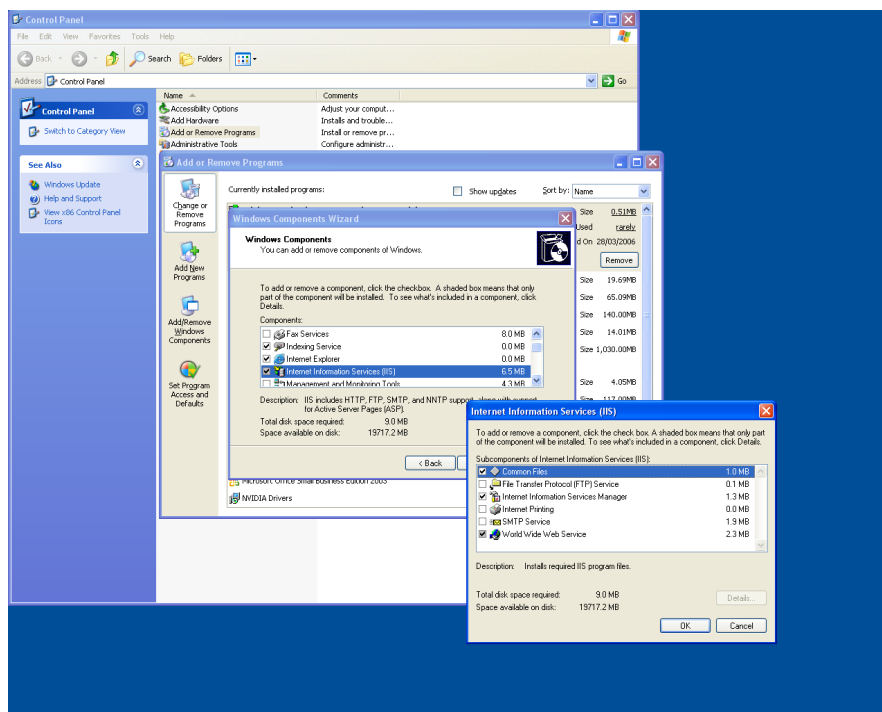 Control Panel
File Edit View Favorites Tools Help
Back Search Folders
Address Control Panel Go
Control Panel
Switch to Category View
See Also
Windows Update
Help and Support
View x86 Control Panel
Icons
Name Comments
Accessibility Options Adjust your comput...
Add Hardware Installs and trouble...
Add or Remove Programs Install or remove pr...
Administrative Tools Configure administr...
Add or Remove Programs
Change or
Remove
Programs
Add New
Programs
Add/Remove
Windows
Components
Set Program
Access and
Defaults
Currently installed programs: Show updates Sort by: Name
Size 0.51MB
Used rarely
d On 28/03/2006
Remove
Size 19.69MB
Size 65.09MB
Size 140.00MB
Size 14.01MB
Size 1,030.00MB
Size 4.05MB
Size 117.00MB
Microsoft Office Small Business Edition 2003
NVIDIA Drivers
Windows Components Wizard
Windows Components
You can add or remove components of Windows.
To add or remove a component, click the checkbox. A shaded box means that only
part of the component will be installed. To see what's included in a component, click
Details.
Components:
Fax Services 8.0 MB
Indexing Service 0.0 MB
Internet Explorer 0.0 MB
Internet Information Services (IIS) 6.5 MB
Management and Monitoring Tools 4.3 MB
Description: IIS includes HTTP, FTP, SMTP, and NNTP support, along with support
for Active Server Pages (ASP).
Total disk space required: 9.0 MB
Space available on disk: 19717.2 MB
< Back
Internet Information Services (IIS)
To add or remove a component, click the check box. A shaded box means that only part
of the component will be installed. To see what's included in a component, click Details.
Subcomponents of Internet Information Services (IIS):
Common Files 1.0 MB
File Transfer Protocol (FTP) Service 0.1 MB
Internet Information Services Manager 1.3 MB
Internet Printing 0.0 MB
SMTP Service 1.9 MB
World Wide Web Service 2.3 MB
Description: Installs required IIS program files.
Total disk space required: 9.0 MB
Space available on disk: 19717.2 MB
Details...
OK Cancel